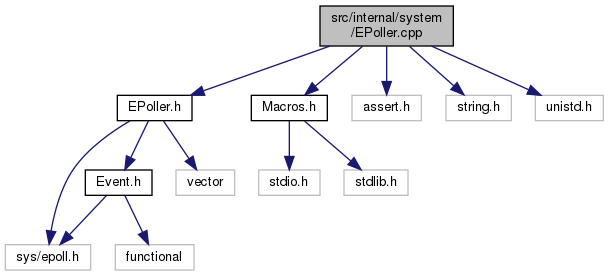 src/internal/system
/EPoller.cpp
EPoller.h
Macros.h
assert.h
string.h
unistd.h
Event.h
vector
stdio.h
stdlib.h
sys/epoll.h
functional